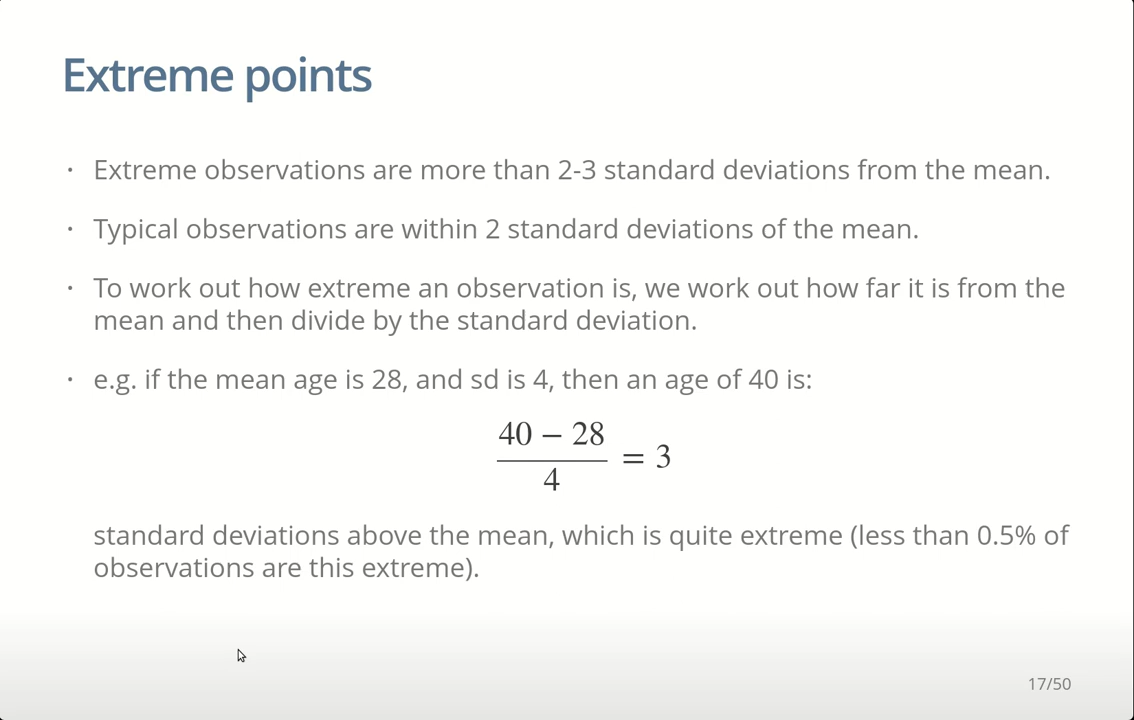 Extreme points
· Extreme observations are more than 2-3 standard deviations from the mean.
· Typical observations are within 2 standard deviations of the mean.
· To work out how extreme an observation is, we work out how far it is from the
mean and then divide by the standard deviation.
· e.g. if the mean age is 28, and sd is 4, then an age of 40 is:
40 − 28
4
= 3
standard deviations above the mean, which is quite extreme (less than 0.5% of
observations are this extreme).
17/50